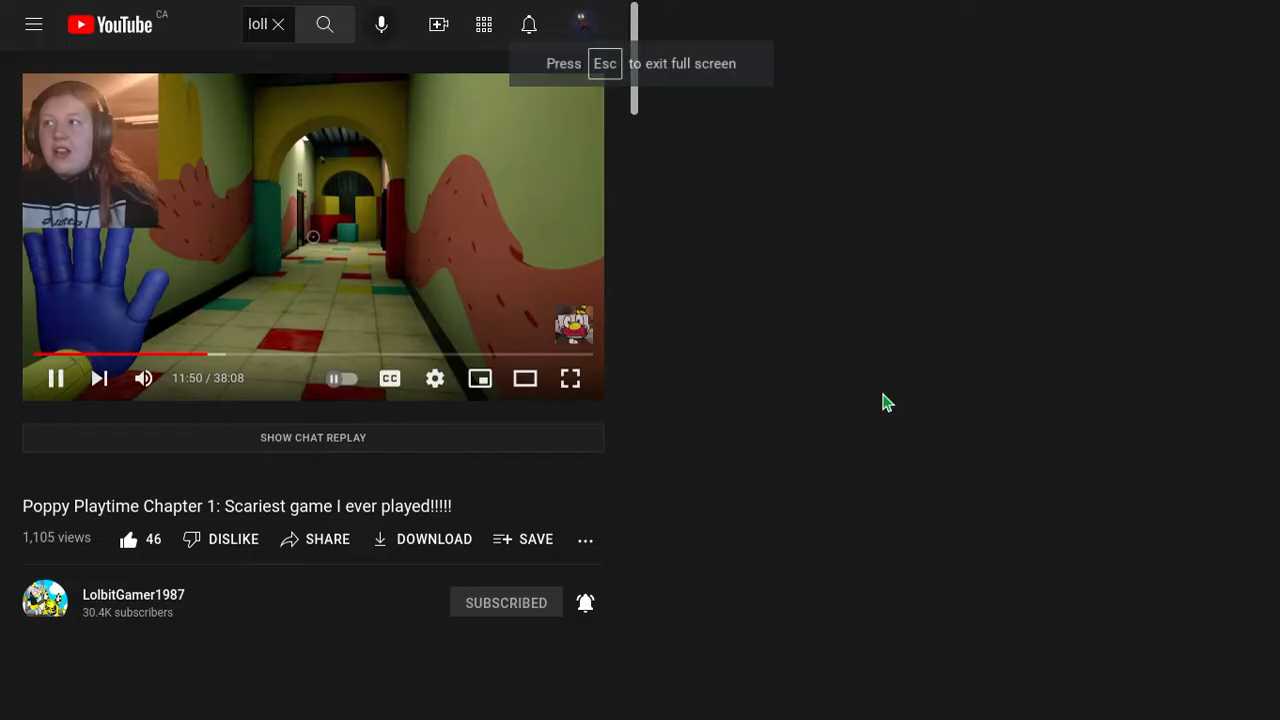 YouTube CA
loll
Press Esc to exit full screen
11:50 / 38:08
CC
SHOW CHAT REPLAY
Poppy Playtime Chapter 1: Scariest game I ever played!!!!!
1,105 views 46 DISLIKE SHARE DOWNLOAD SAVE ...
LolbitGamer1987
30.4K subscribers
SUBSCRIBED